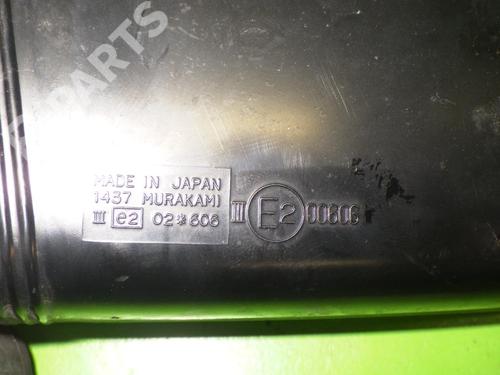 MADE IN JAPAN
1437 MURAKAMI
III e2 02*606
III E2 00606
B-PARTS